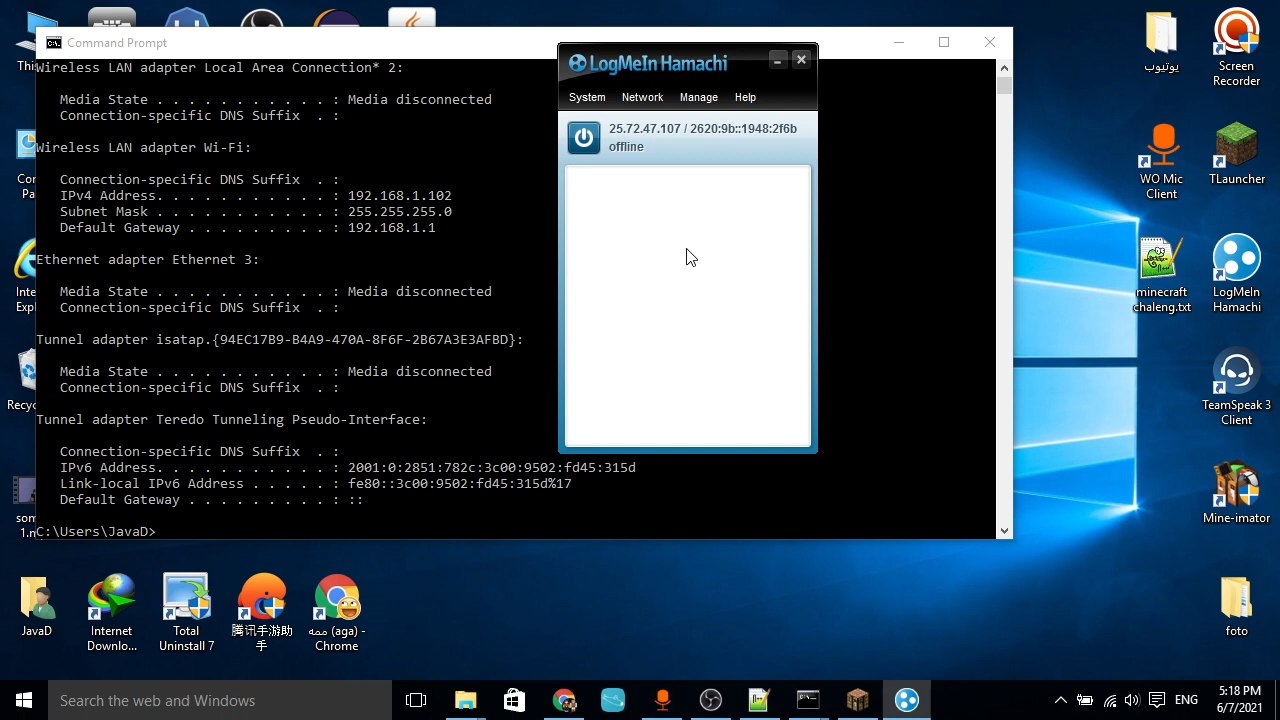 Command Prompt
Wireless LAN adapter Local Area Connection* 2:
Media State . . . . . . . . . . . : Media disconnected
Connection-specific DNS Suffix  . :
Wireless LAN adapter Wi-Fi:
Connection-specific DNS Suffix  . :
IPv4 Address. . . . . . . . . . . : 192.168.1.102
Subnet Mask . . . . . . . . . . . : 255.255.255.0
Default Gateway . . . . . . . . . : 192.168.1.1
Ethernet adapter Ethernet 3:
Media State . . . . . . . . . . . : Media disconnected
Connection-specific DNS Suffix  . :
Tunnel adapter isatap.{94EC17B9-B4A9-470A-8F6F-2B67A3E3AFBD}:
Media State . . . . . . . . . . . : Media disconnected
Connection-specific DNS Suffix  . :
Tunnel adapter Teredo Tunneling Pseudo-Interface:
Connection-specific DNS Suffix  . :
IPv6 Address. . . . . . . . . . . : 2001:0:2851:782c:3c00:9502:fd45:315d
Link-local IPv6 Address . . . . . : fe80::3c00:9502:fd45:315d%17
Default Gateway . . . . . . . . . : ::
C:\Users\JavaD>
LogMeIn Hamachi
System Network Manage Help
25.72.47.107 / 2620:9b::1948:2f6b
offline
يوتيوب
Screen
Recorder
WO Mic
Client
TLauncher
minecraft
chaleng.txt
LogMeIn
Hamachi
TeamSpeak 3
Client
Mine-imator
foto
JavaD
Internet
Downlo...
Total
Uninstall 7
腾讯手游助
手
ممه (aga) -
Chrome
Search the web and Windows
ENG
5:18 PM
6/7/2021